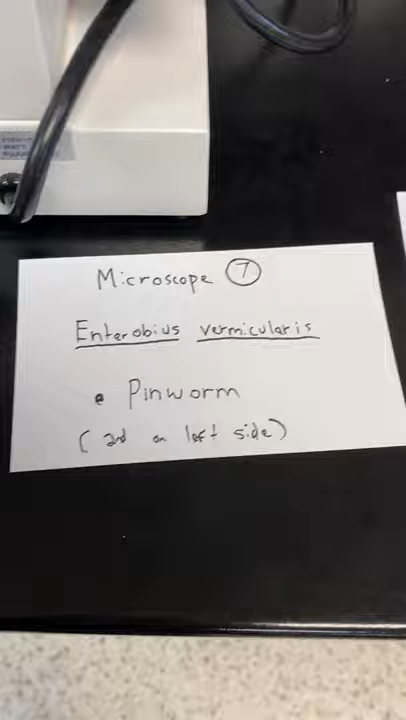 Microscope 7
Enterobius vermicularis
• Pinworm
(2nd on left side)